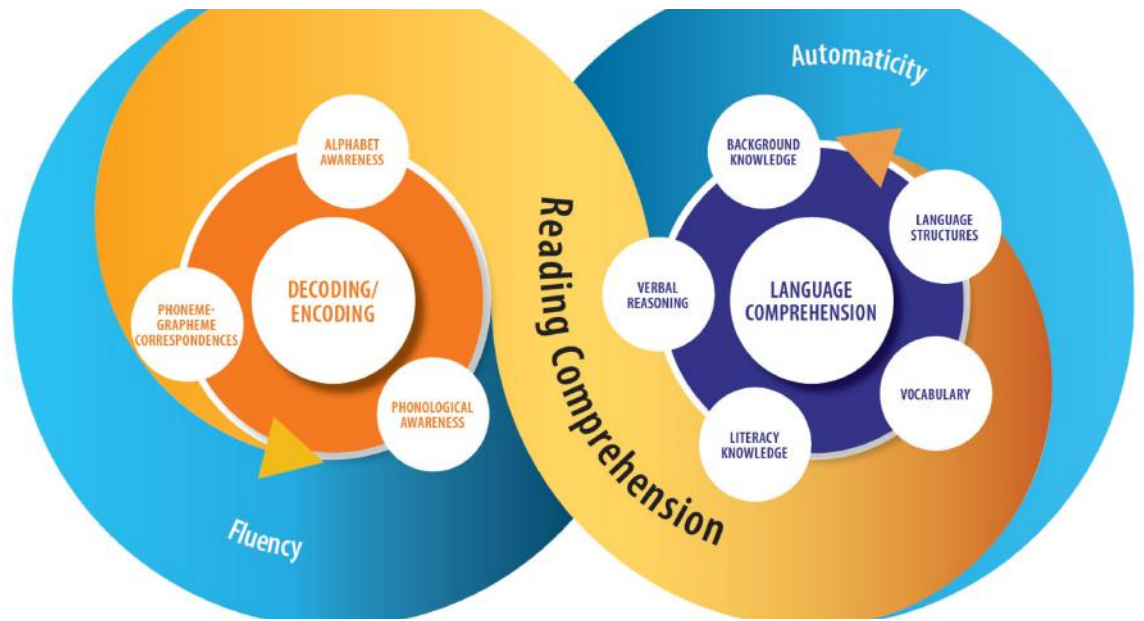 ALPHABET
AWARENESS
DECODING/
ENCODING
PHONEME-
GRAPHEME
CORRESPONDENCES
PHONOLOGICAL
AWARENESS
Fluency
Reading Comprehension
Automaticity
BACKGROUND
KNOWLEDGE
LANGUAGE
STRUCTURES
VERBAL
REASONING
LANGUAGE
COMPREHENSION
VOCABULARY
LITERACY
KNOWLEDGE